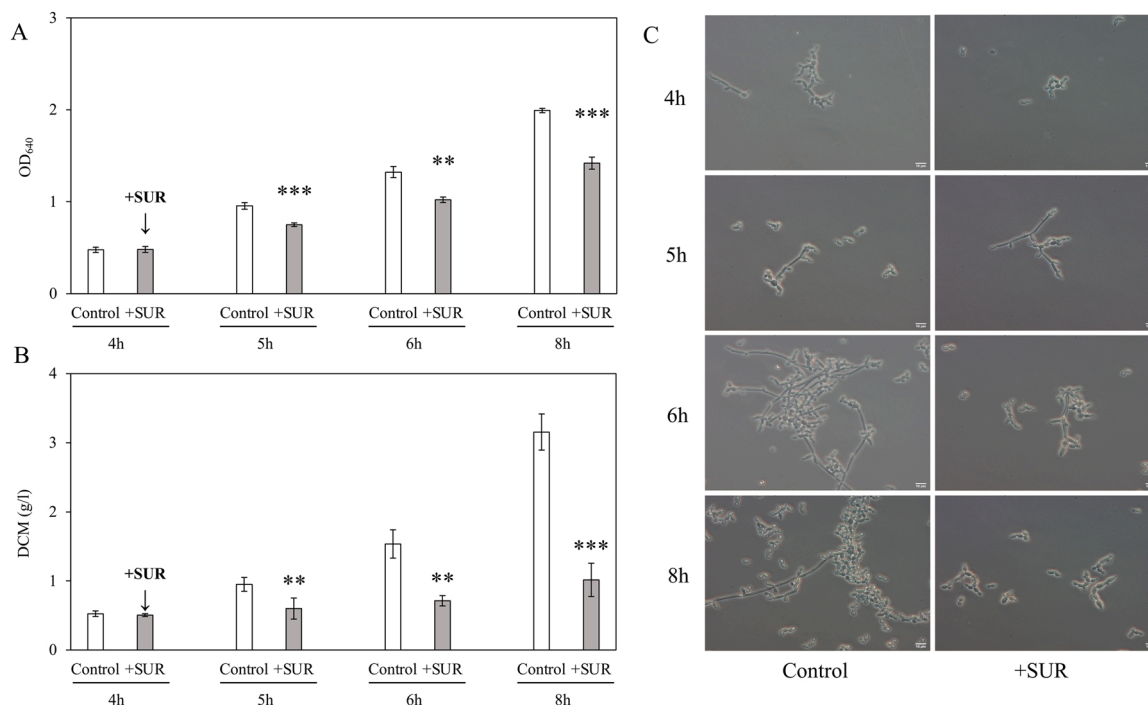 A
3
2
1
0
OD640
+SUR
***
**
***
Control +SUR
Control +SUR
Control +SUR
Control +SUR
4h
5h
6h
8h
B
4
3
2
1
0
DCM (g/l)
+SUR
**
**
***
Control +SUR
Control +SUR
Control +SUR
Control +SUR
4h
5h
6h
8h
C
4h
5h
6h
8h
Control
+SUR